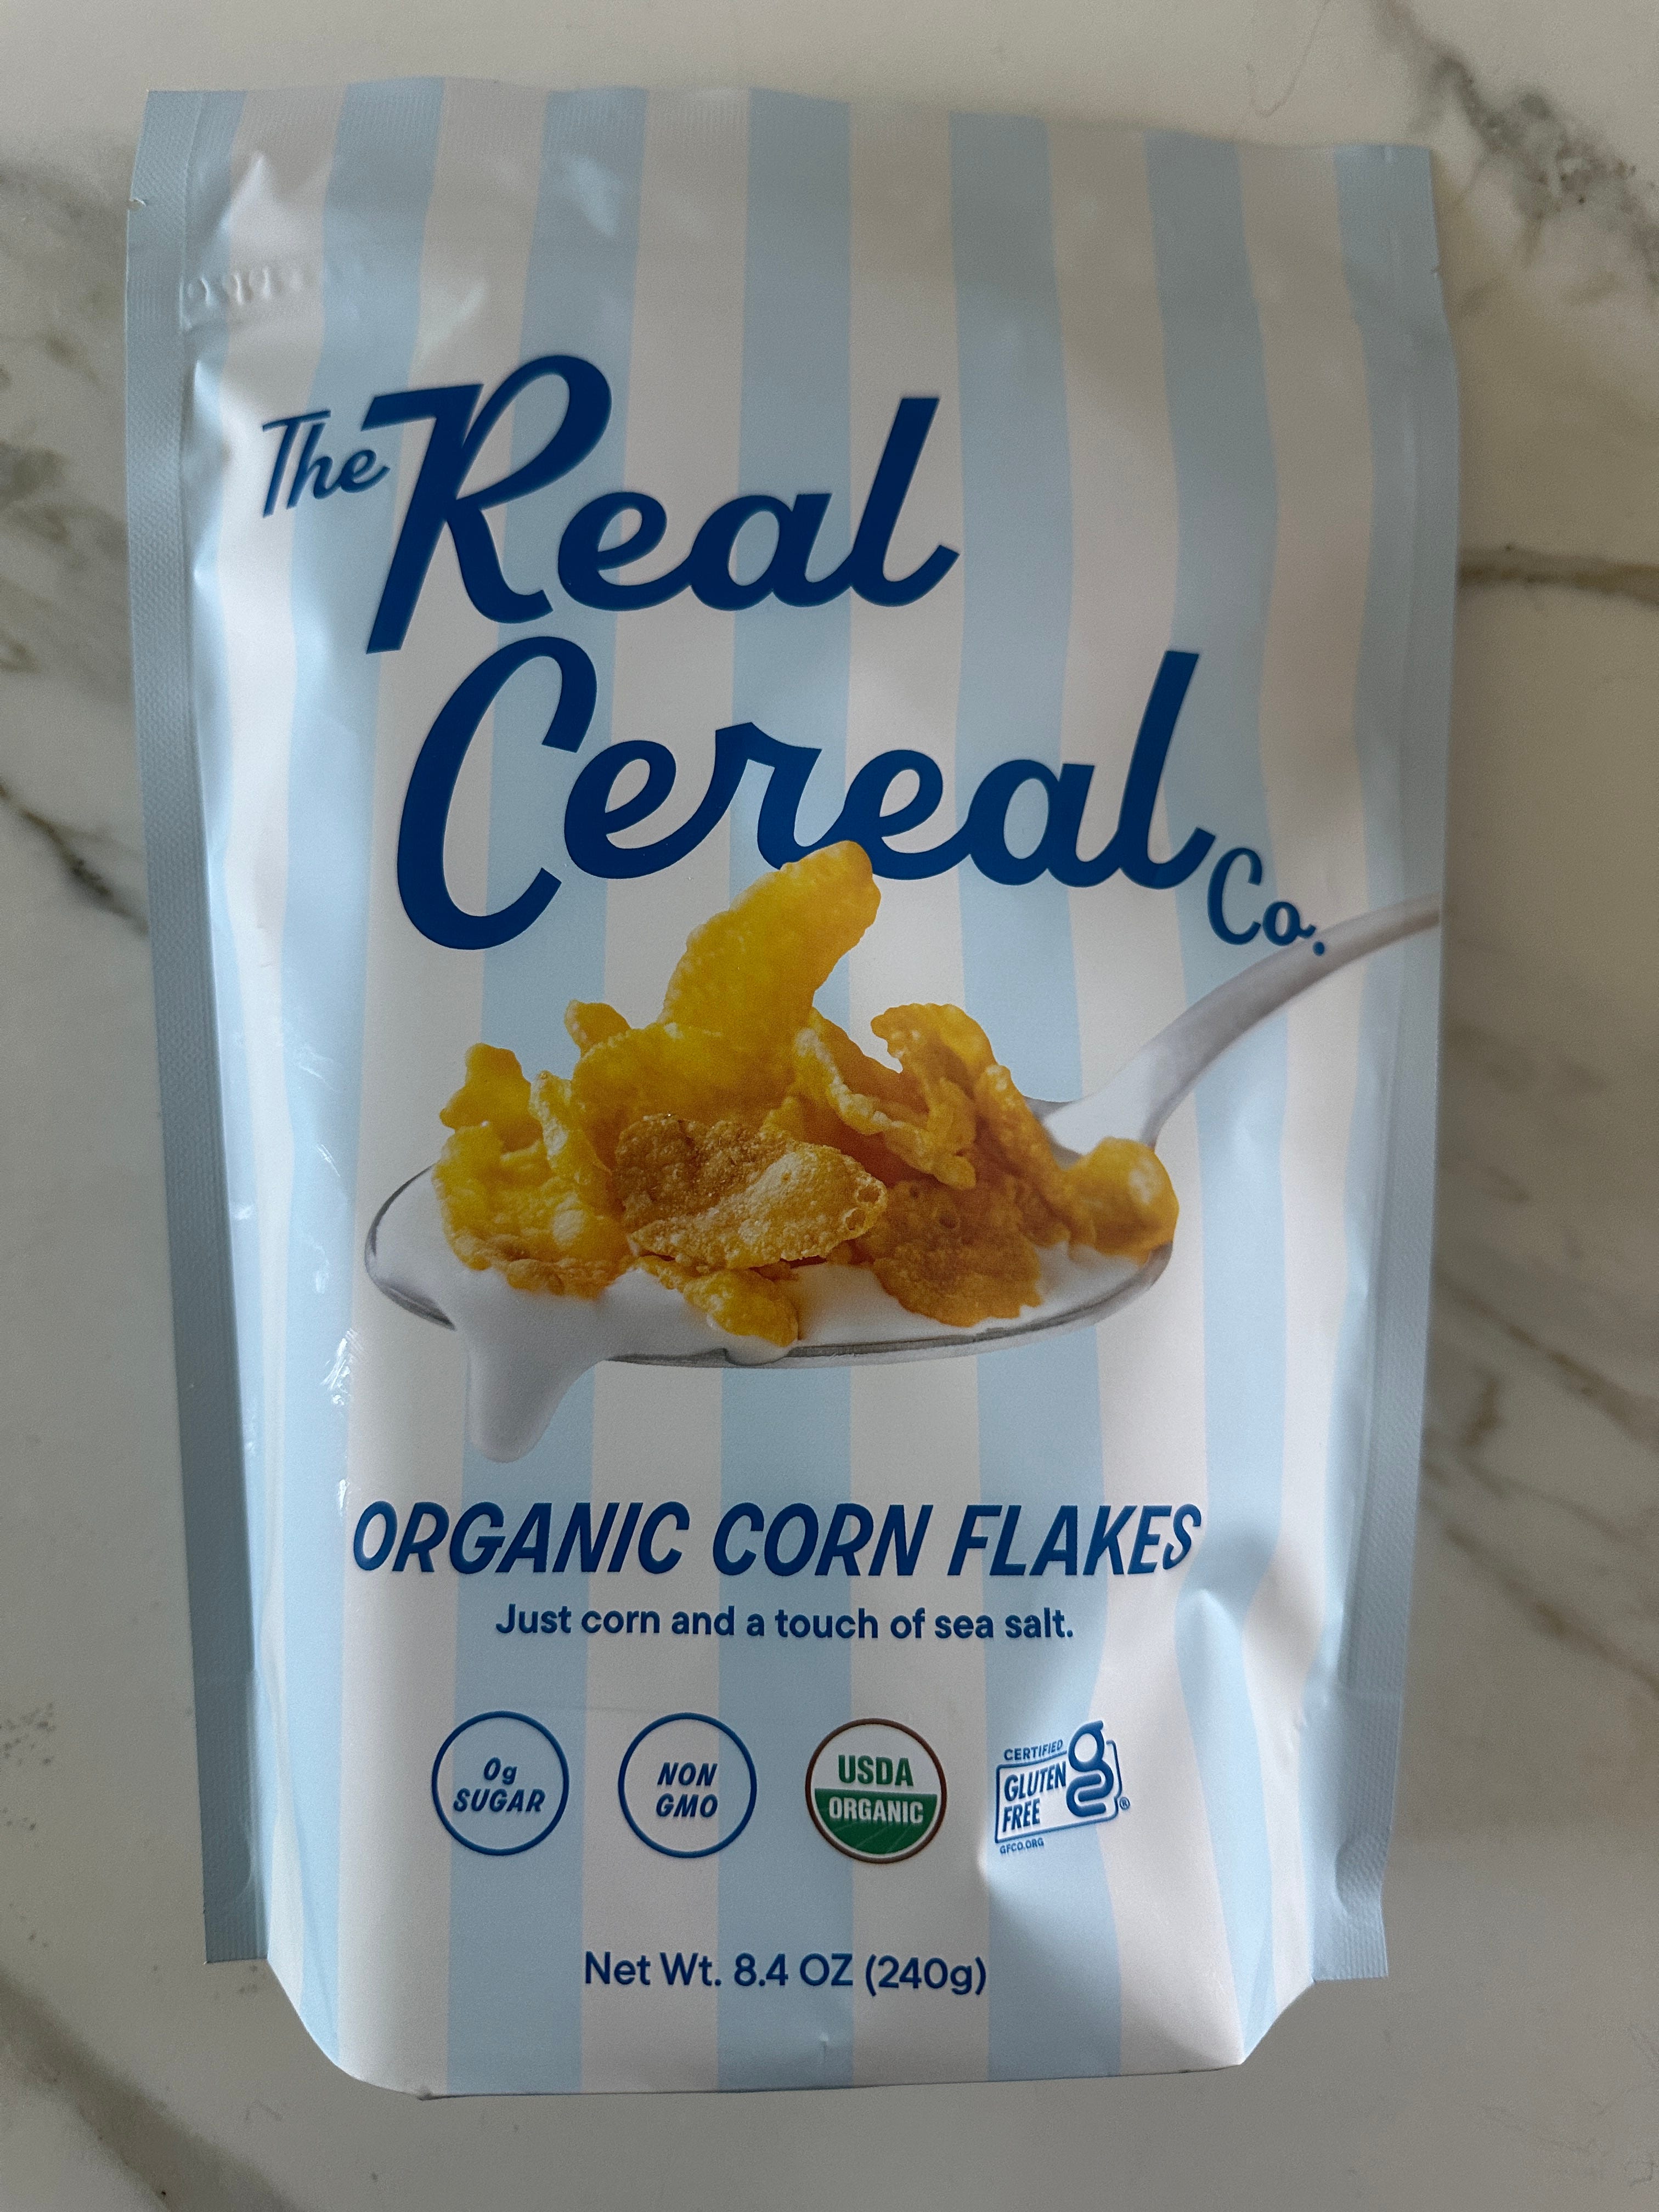 The Real
Cereal Co.
ORGANIC CORN FLAKES
Just corn and a touch of sea salt.
0g
SUGAR
NON
GMO
USDA
ORGANIC
CERTIFIED
GLUTEN
FREE
g
®
GFCO.ORG
Net Wt. 8.4 OZ (240g)